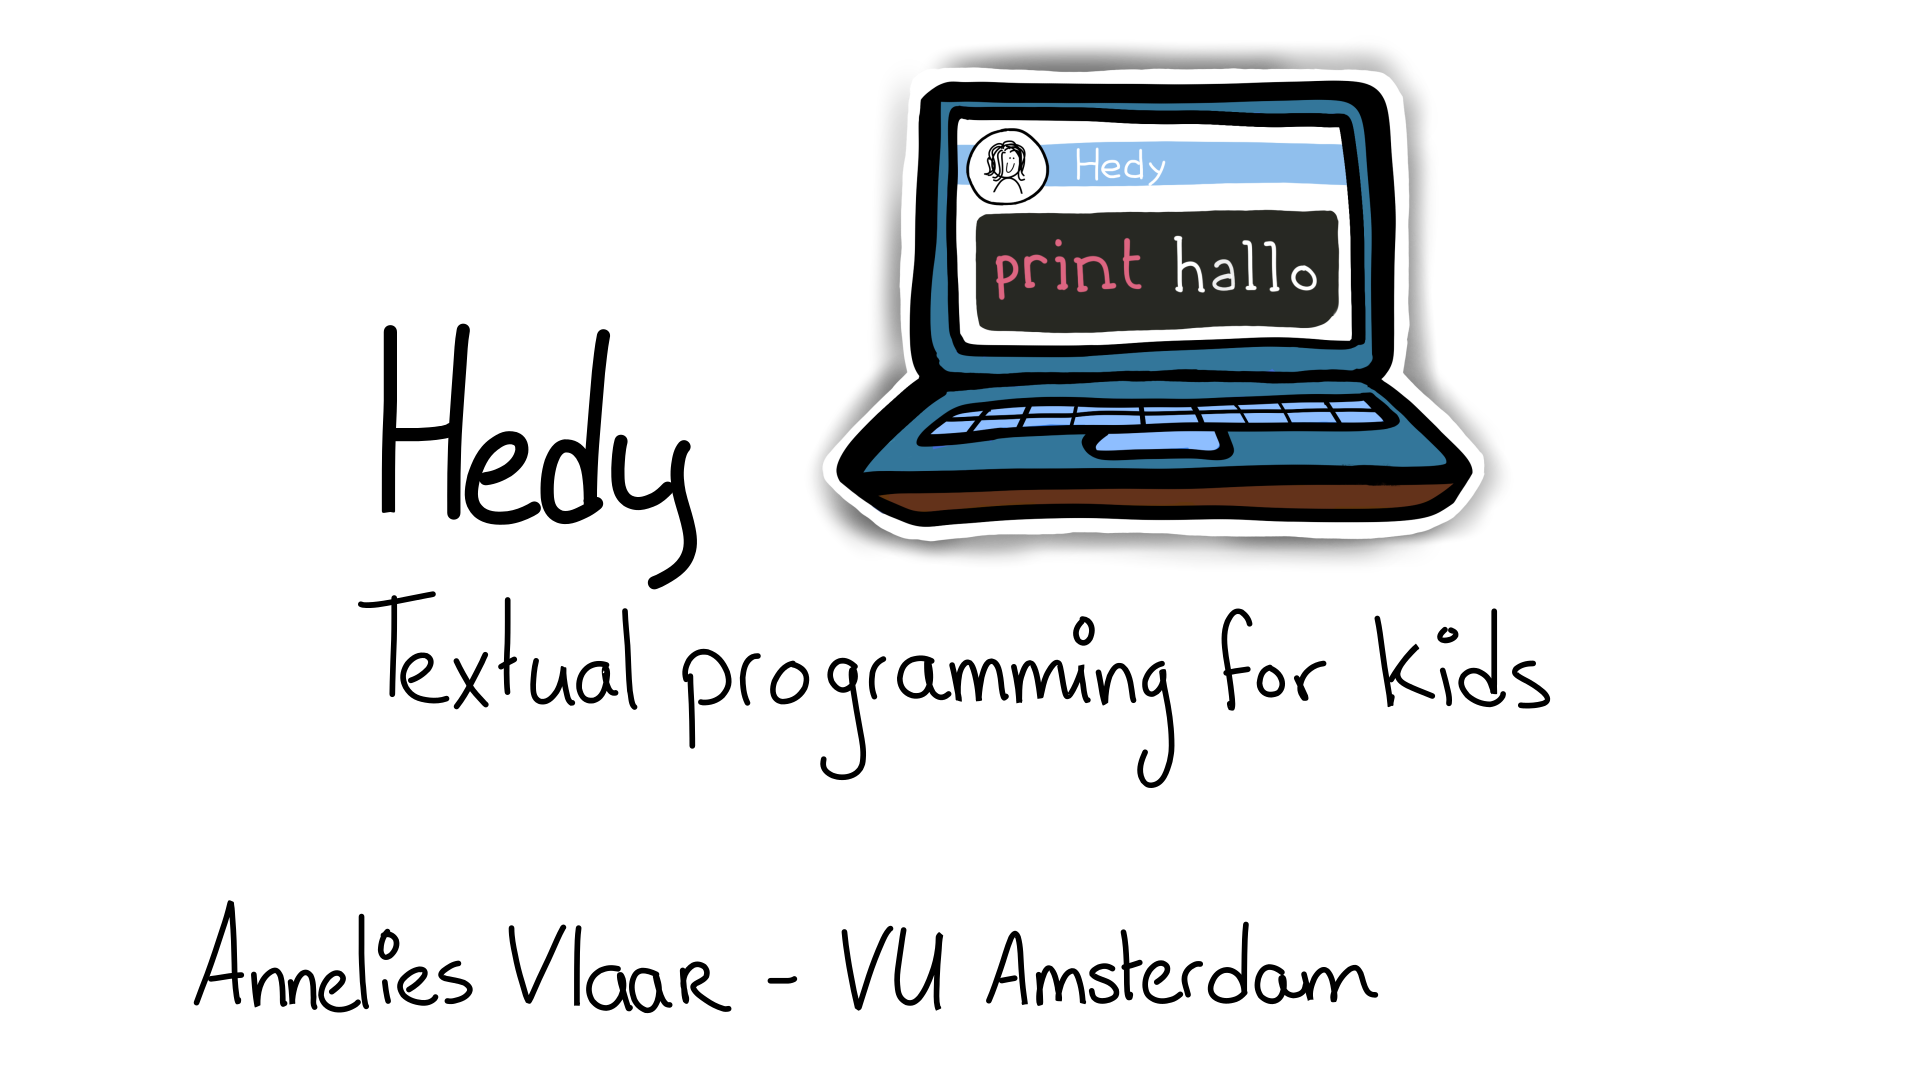 Hedy
print hallo
Hedy
Textual programming for kids
Annelies Vlaar - VU Amsterdam